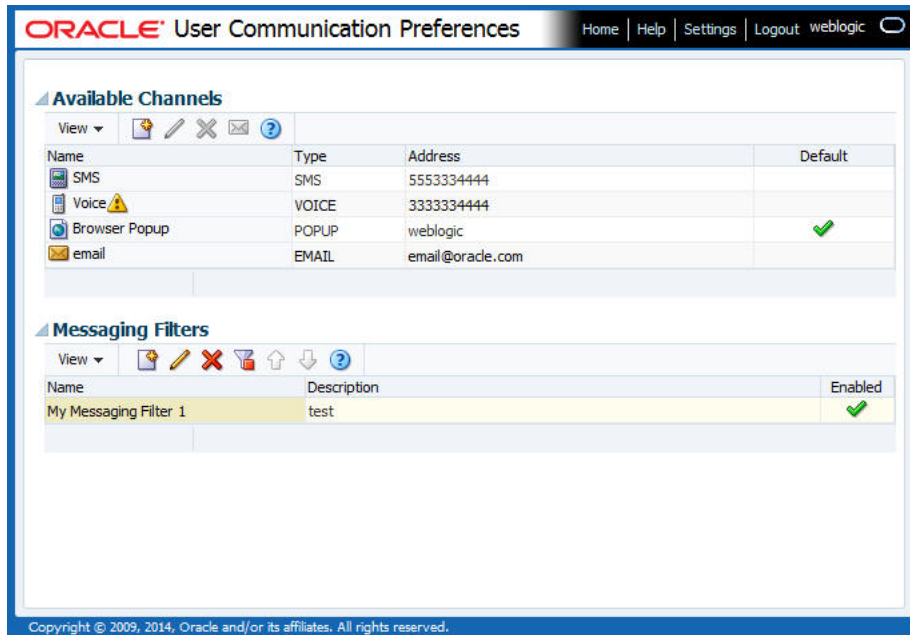 ORACLE® User Communication Preferences Home | Help | Settings | Logout weblogic
Available Channels
View
Name Type Address Default
SMS SMS 5553334444
Voice VOICE 3333334444
Browser Popup POPUP weblogic
email EMAIL email@oracle.com
Messaging Filters
View
Name Description Enabled
My Messaging Filter 1 test
Copyright © 2009, 2014, Oracle and/or its affiliates. All rights reserved.